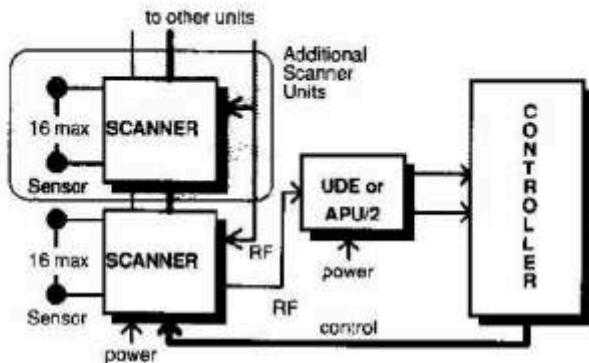 to other units
Additional
Scanner
Units
16 max
SCANNER
Sensor
16 max
SCANNER
Sensor
power
RF
RF
UDE or
APU/2
power
control
CONTROLLER